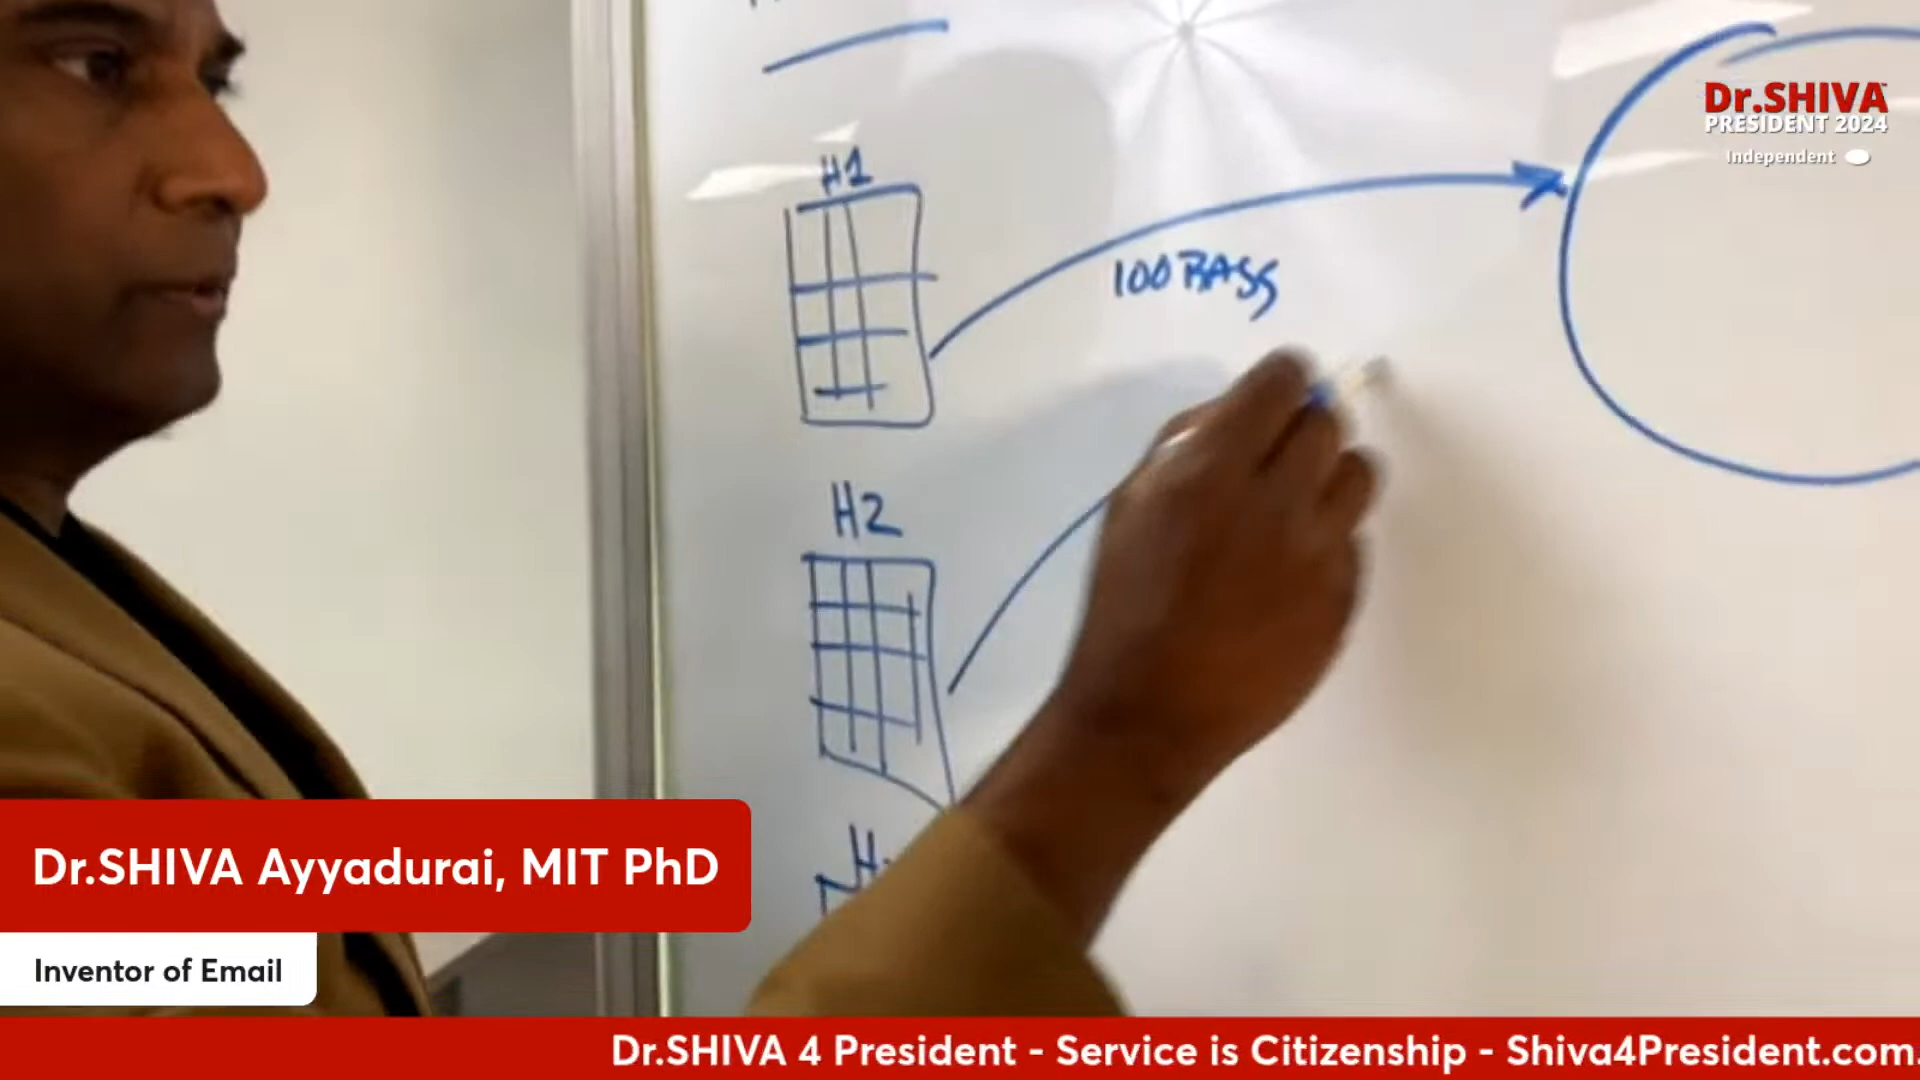 Dr.SHIVA
PRESIDENT 2024
Independent
H1
100 BASS
H2
H
Dr.SHIVA Ayyadurai, MIT PhD
Inventor of Email
Dr.SHIVA 4 President - Service is Citizenship - Shiva4President.com